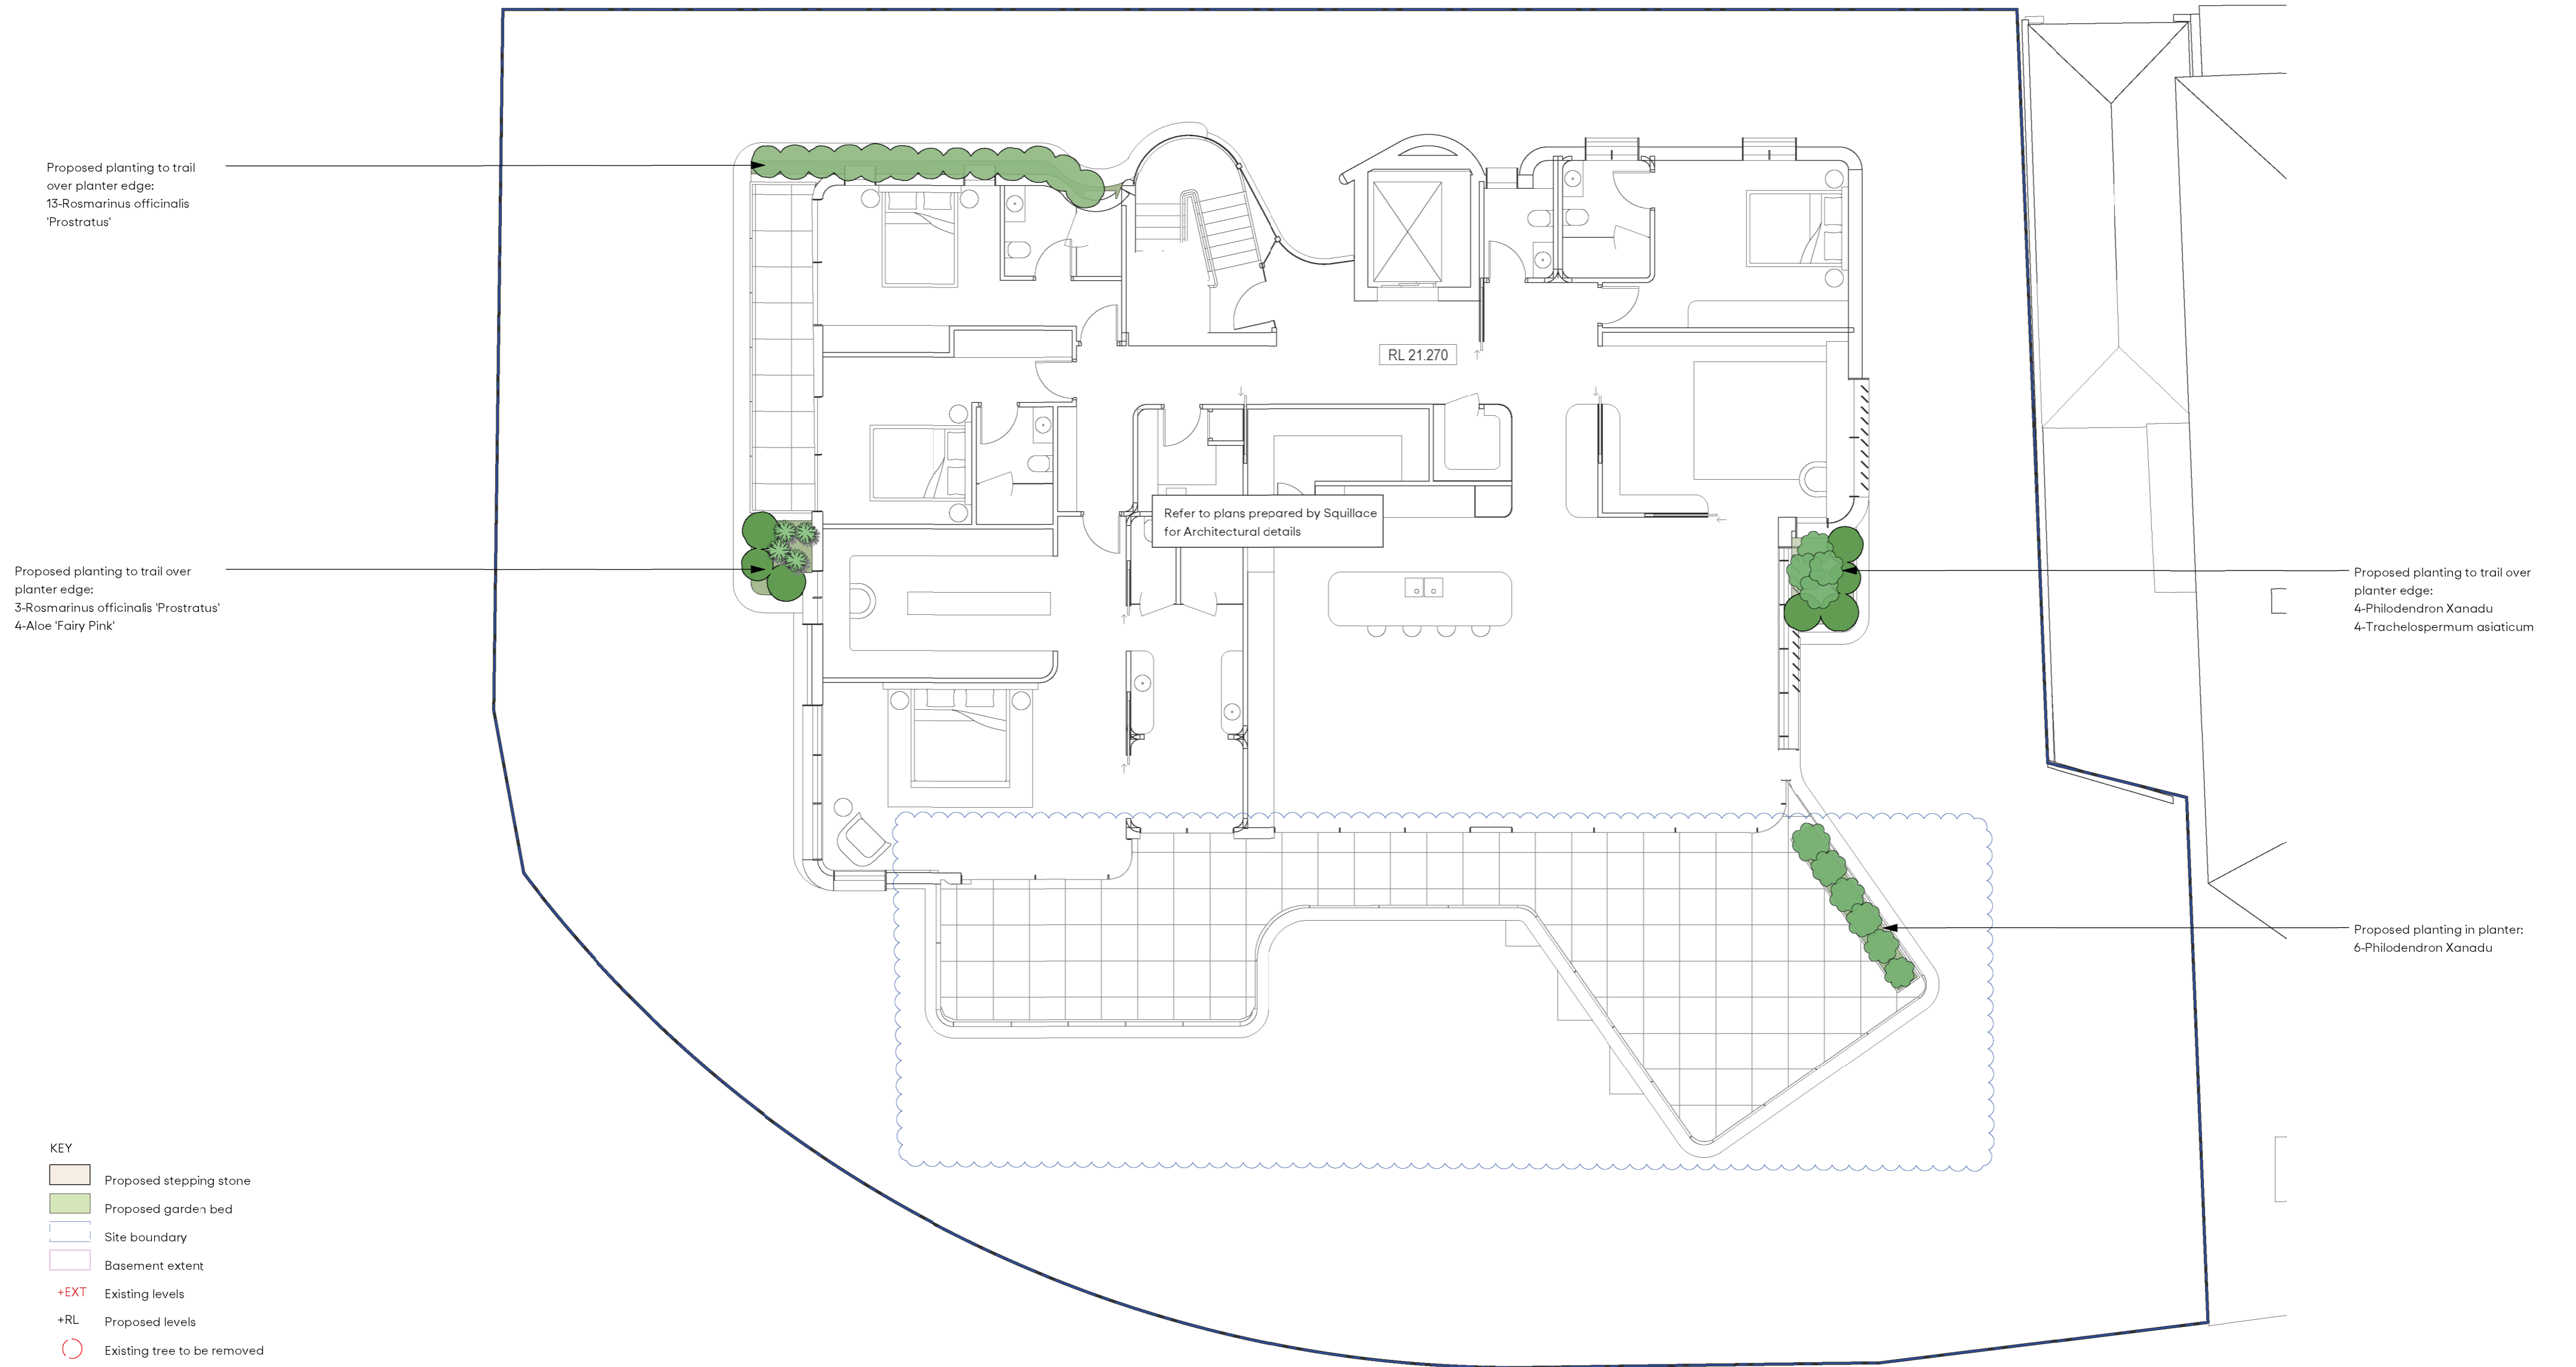 Proposed planting to trail
over planter edge:
13-Rosmarinus officinalis
'Prostratus'
RL 21.270
Refer to plans prepared by Squillace
for Architectural details
Proposed planting to trail over
planter edge:
3-Rosmarinus officinalis 'Prostratus'
4-Aloe 'Fairy Pink'
Proposed planting to trail over
planter edge:
4-Philodendron Xanadu
4-Trachelospermum asiaticum
Proposed planting in planter:
6-Philodendron Xanadu
KEY
Proposed stepping stone
Proposed garden bed
Site boundary
Basement extent
+EXT Existing levels
+RL Proposed levels
Existing tree to be removed